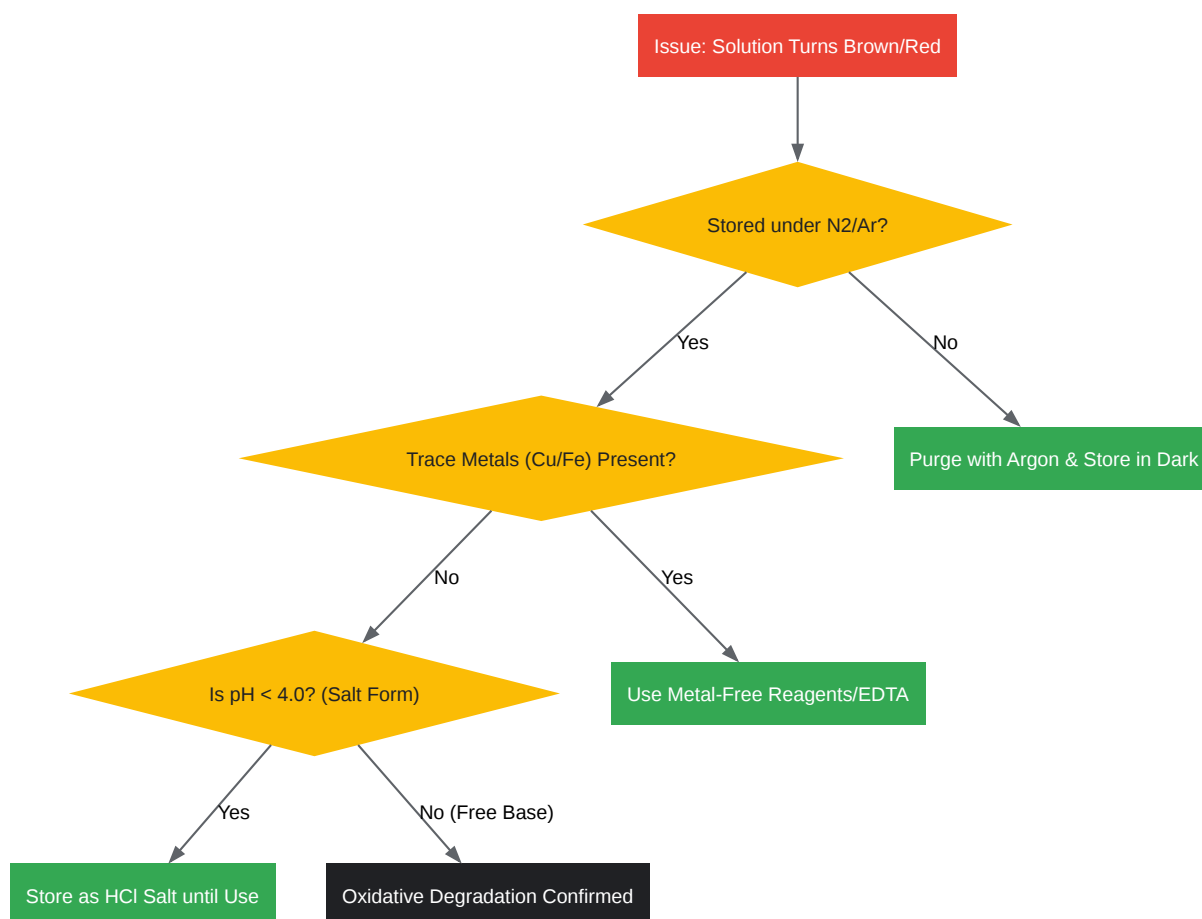 Issue: Solution Turns Brown/Red
Stored under N2/Ar?
Yes
No
Trace Metals (Cu/Fe) Present?
Purge with Argon & Store in Dark
No
Yes
Is pH < 4.0? (Salt Form)
Use Metal-Free Reagents/EDTA
Yes
No (Free Base)
Store as HCl Salt until Use
Oxidative Degradation Confirmed